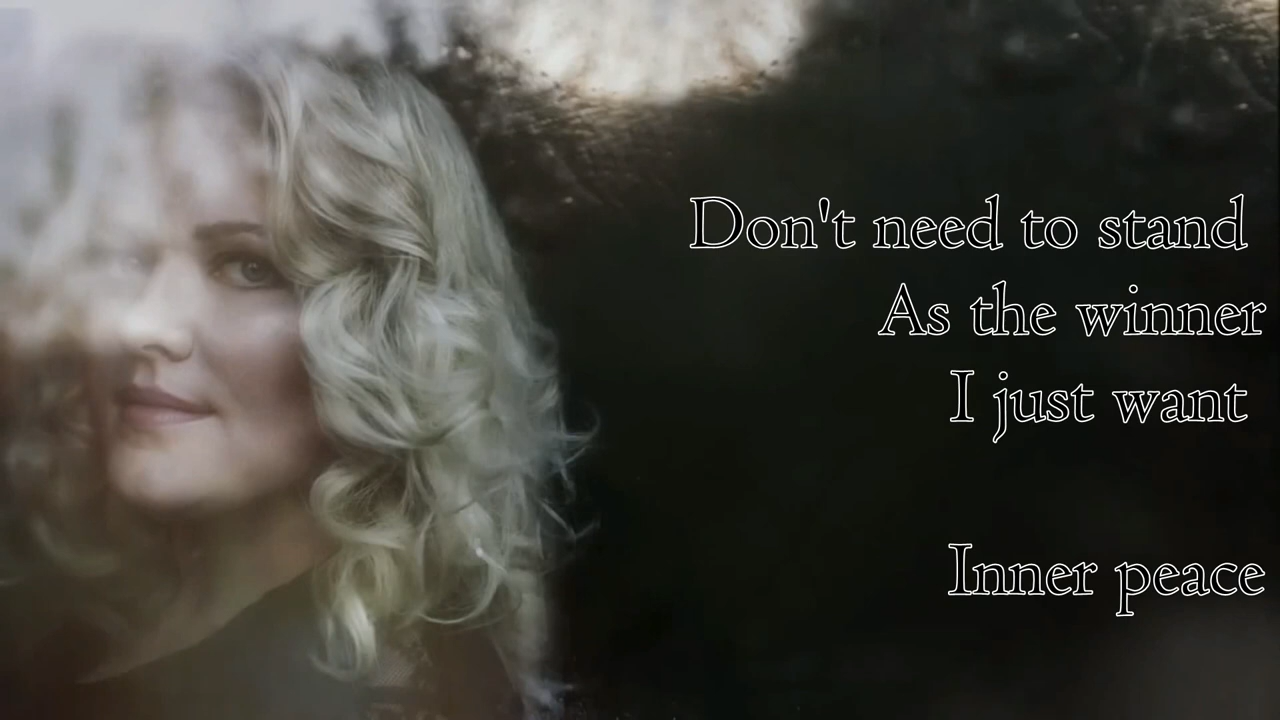 Don't need to stand
As the winner
I just want
Inner peace